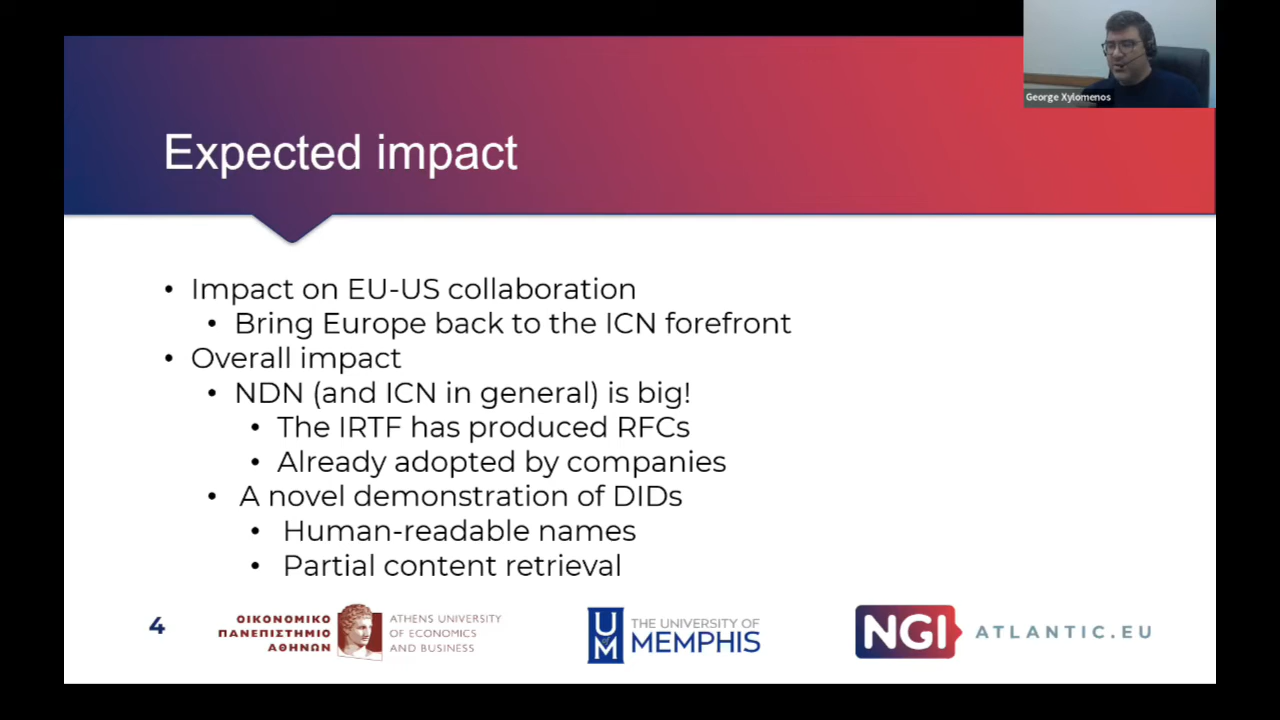 George Xylomenos
Expected impact
• Impact on EU-US collaboration
• Bring Europe back to the ICN forefront
• Overall impact
• NDN (and ICN in general) is big!
• The IRTF has produced RFCs
• Already adopted by companies
• A novel demonstration of DIDs
• Human-readable names
• Partial content retrieval
4
ΟΙΚΟΝΟΜΙΚΟ
ΠΑΝΕΠΙΣΤΗΜΙΟ
ΑΘΗΝΩΝ
ATHENS UNIVERSITY
OF ECONOMICS
AND BUSINESS
UM
THE UNIVERSITY OF
MEMPHIS
NGI
ATLANTIC.EU